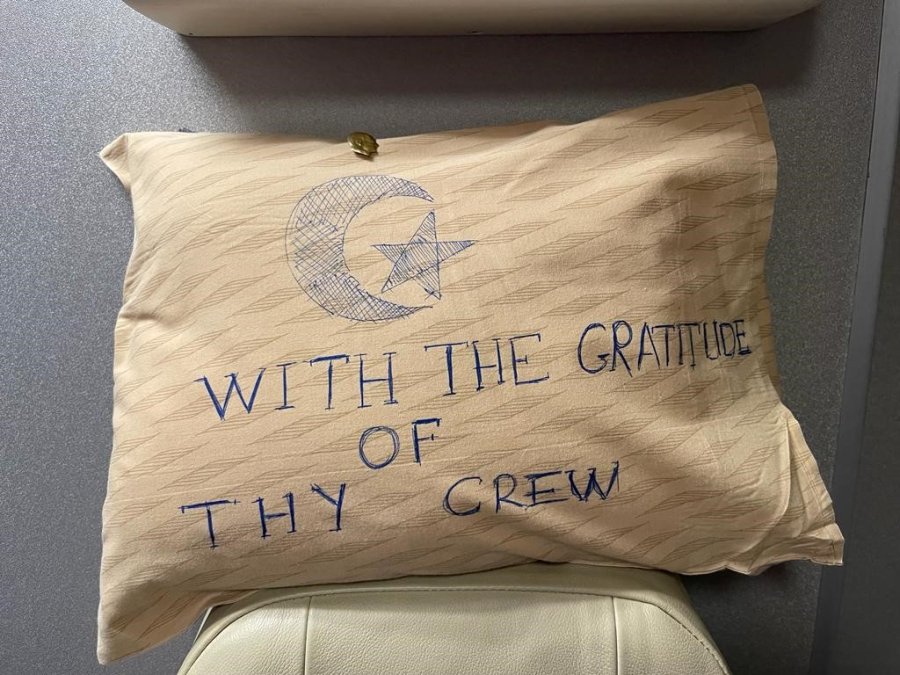 WITH THE GRATITUDE
OF
THY CREW